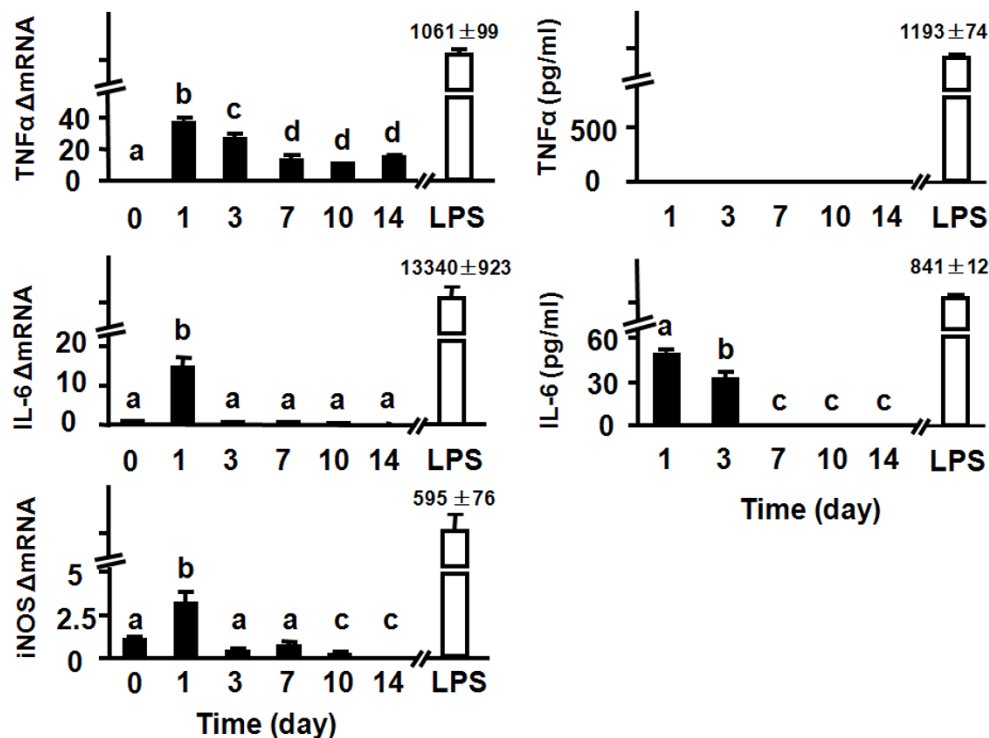 TNFα ΔmRNA
40
20
0
a
b
c
d
d
d
1061±99
0 1 3 7 10 14 LPS
TNFα (pg/ml)
500
0
1193±74
1 3 7 10 14 LPS
IL-6 ΔmRNA
20
10
0
a
b
a
a
a
a
13340±923
0 1 3 7 10 14 LPS
IL-6 (pg/ml)
60
30
0
a
b
c
c
c
841±12
1 3 7 10 14 LPS
Time (day)
iNOS ΔmRNA
5
2.5
0
a
b
a
a
c
c
595±76
0 1 3 7 10 14 LPS
Time (day)